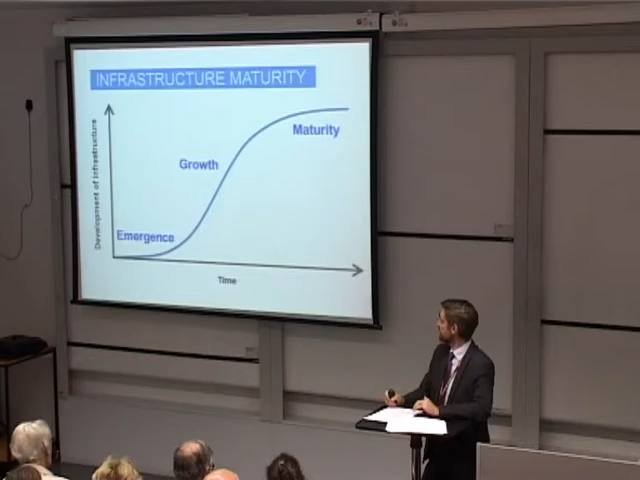 INFRASTRUCTURE MATURITY
Maturity
Growth
Emergence
Development of infrastructure
Time